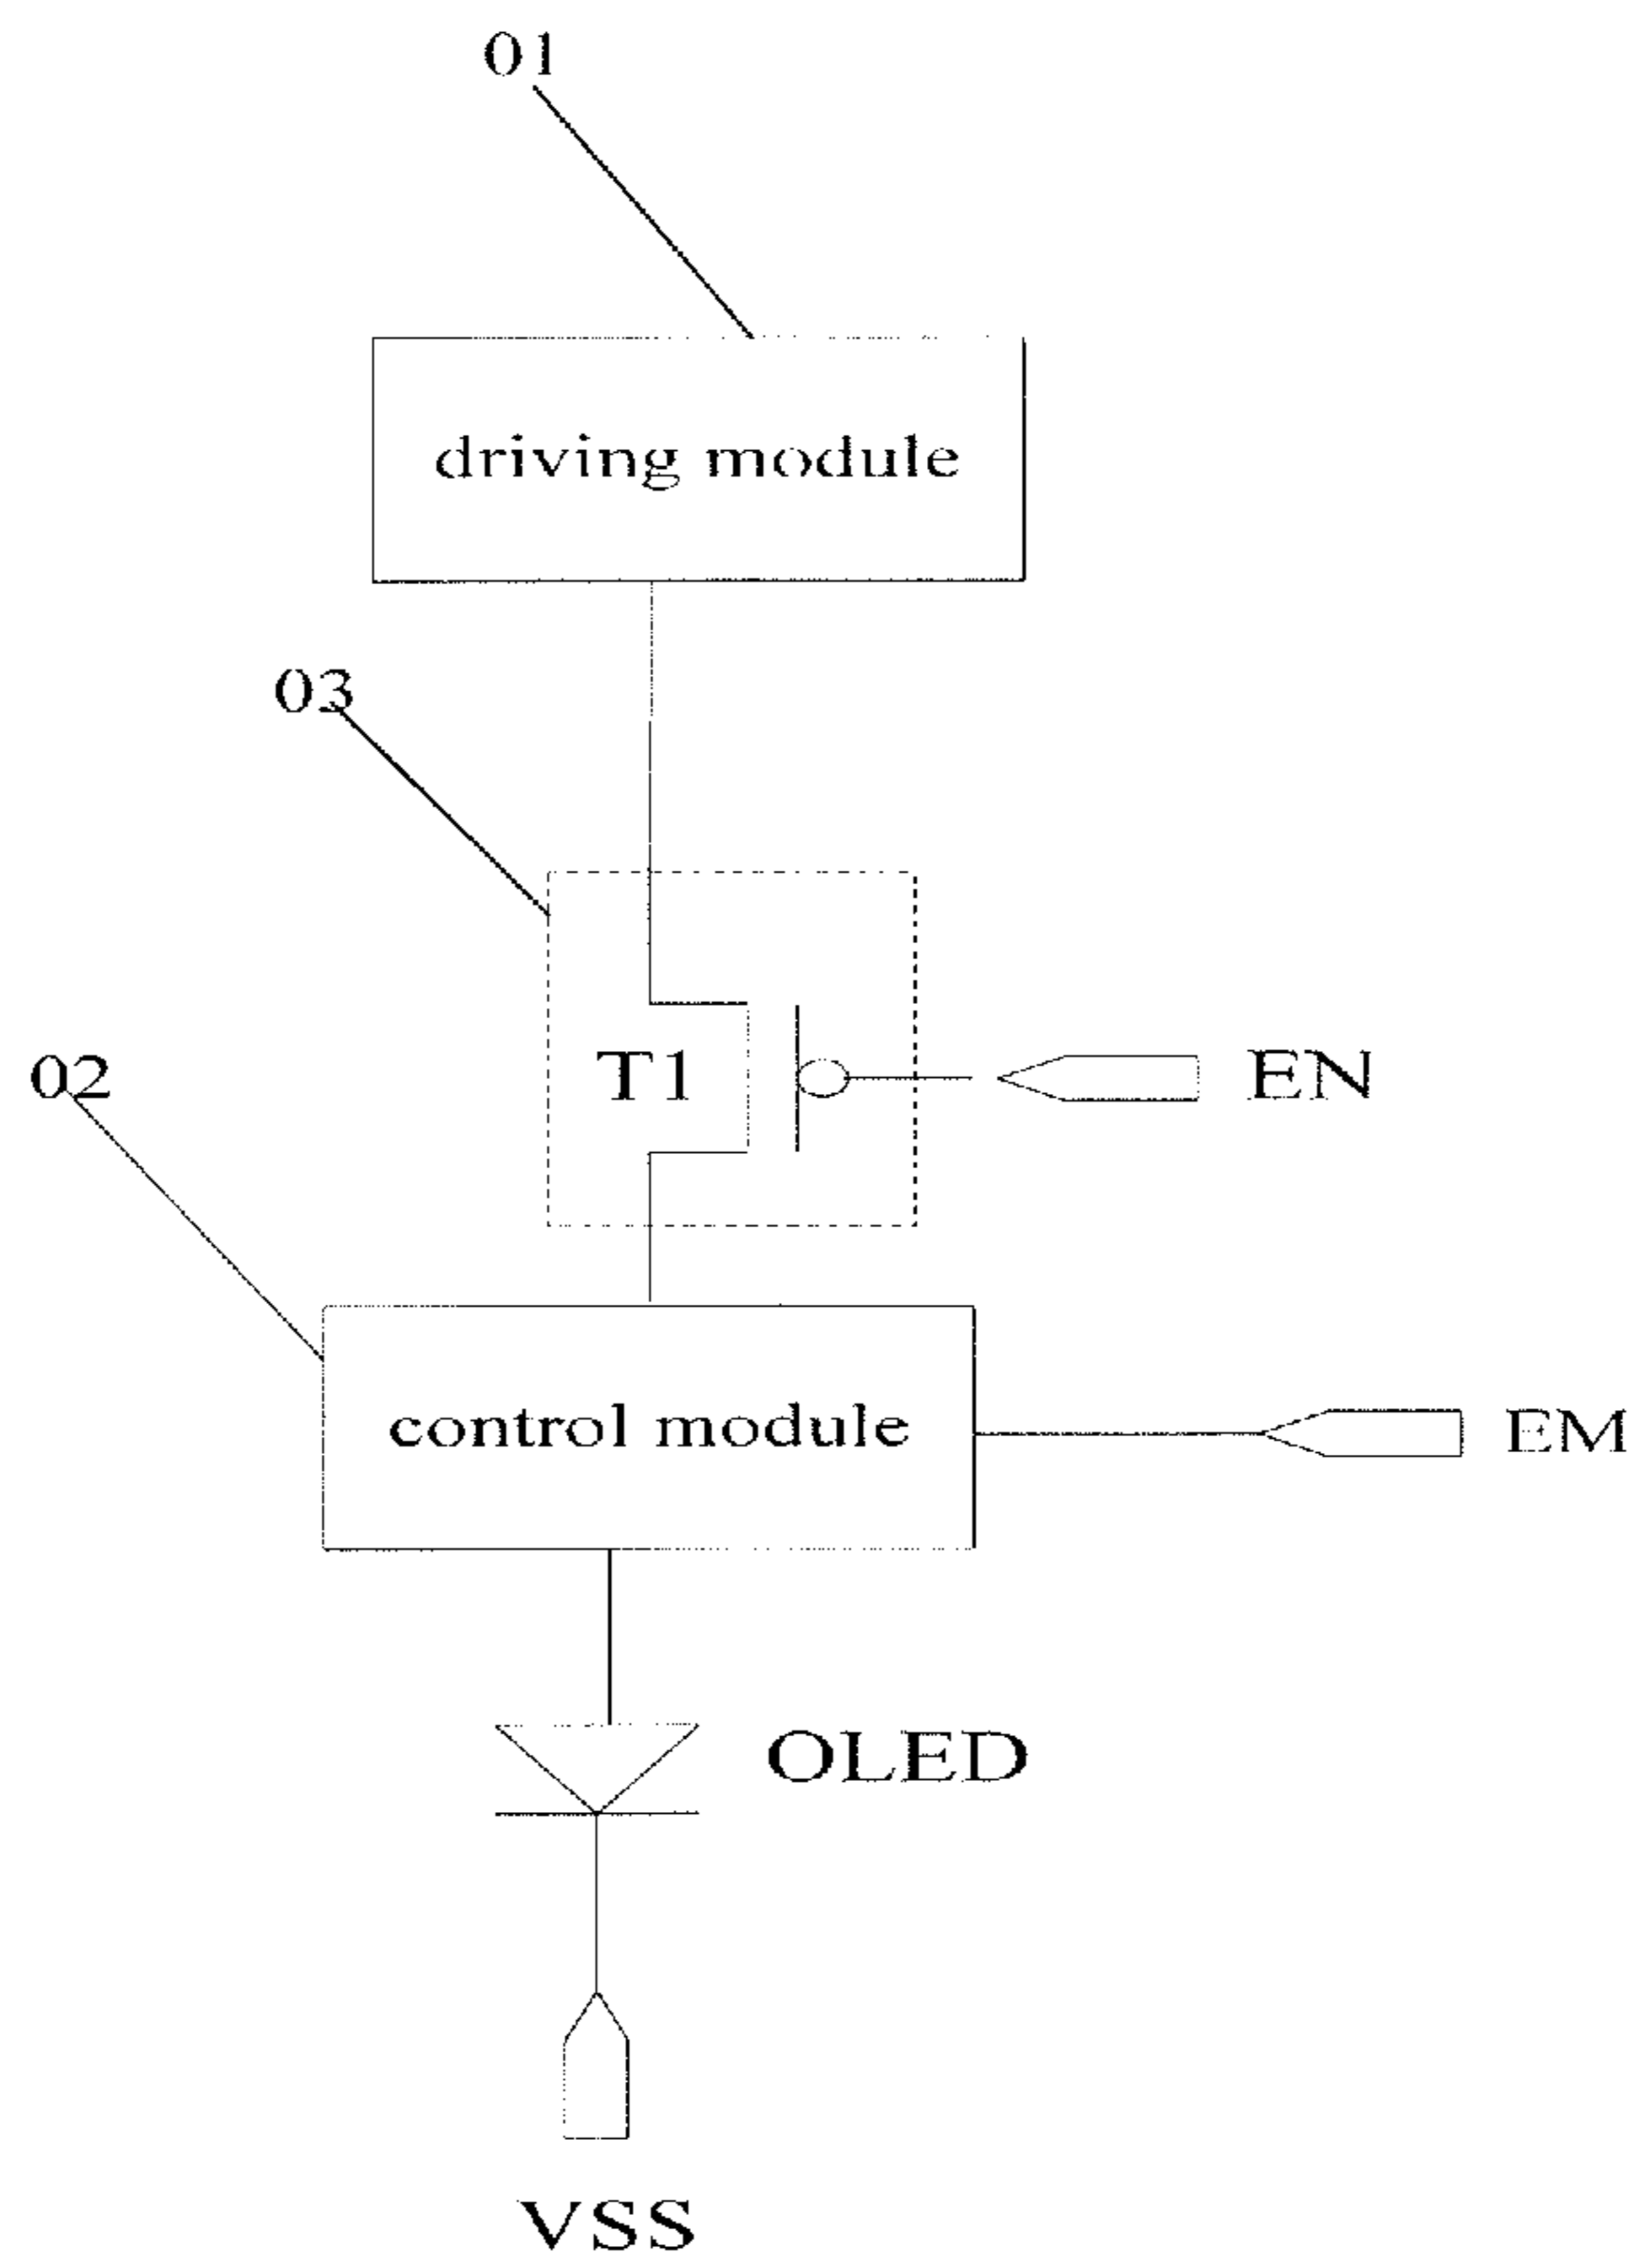 01
driving module
03
T1
EN
02
control module
EM
OLED
VSS